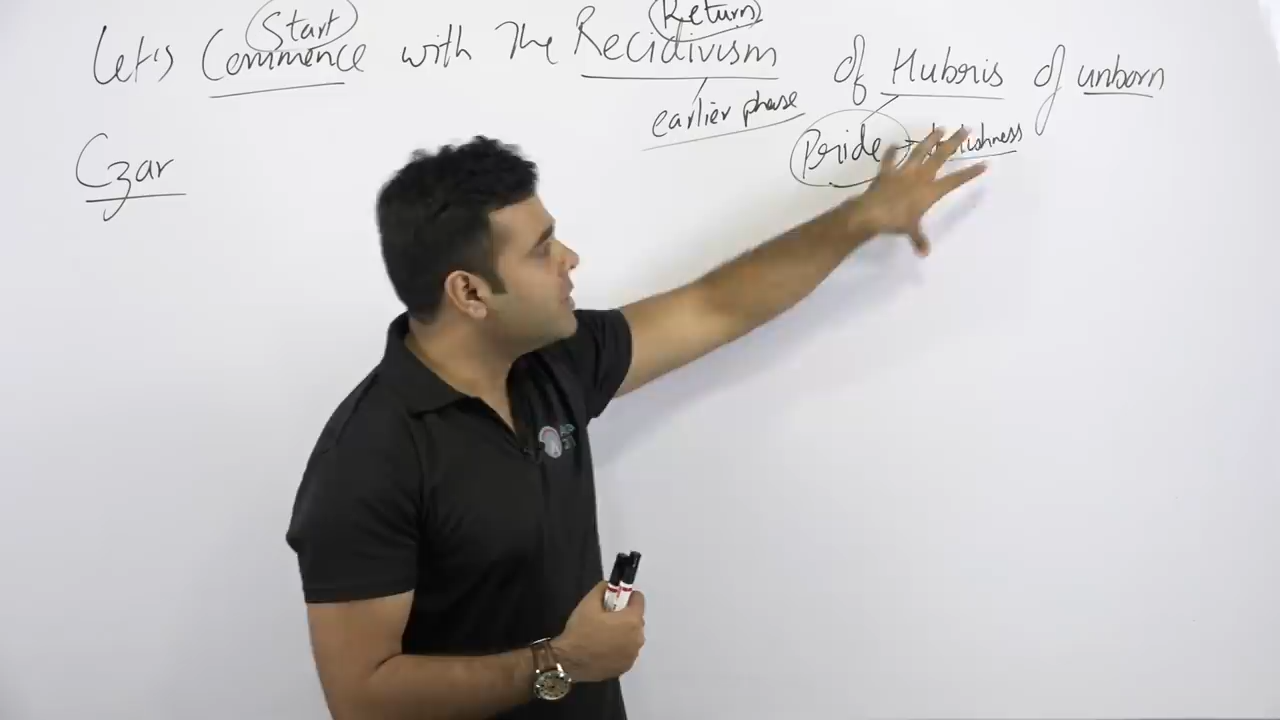 Start
Return
Let's Commence with the Recidivism of Hubris of unborn
earlier phase
Pride +
Czar